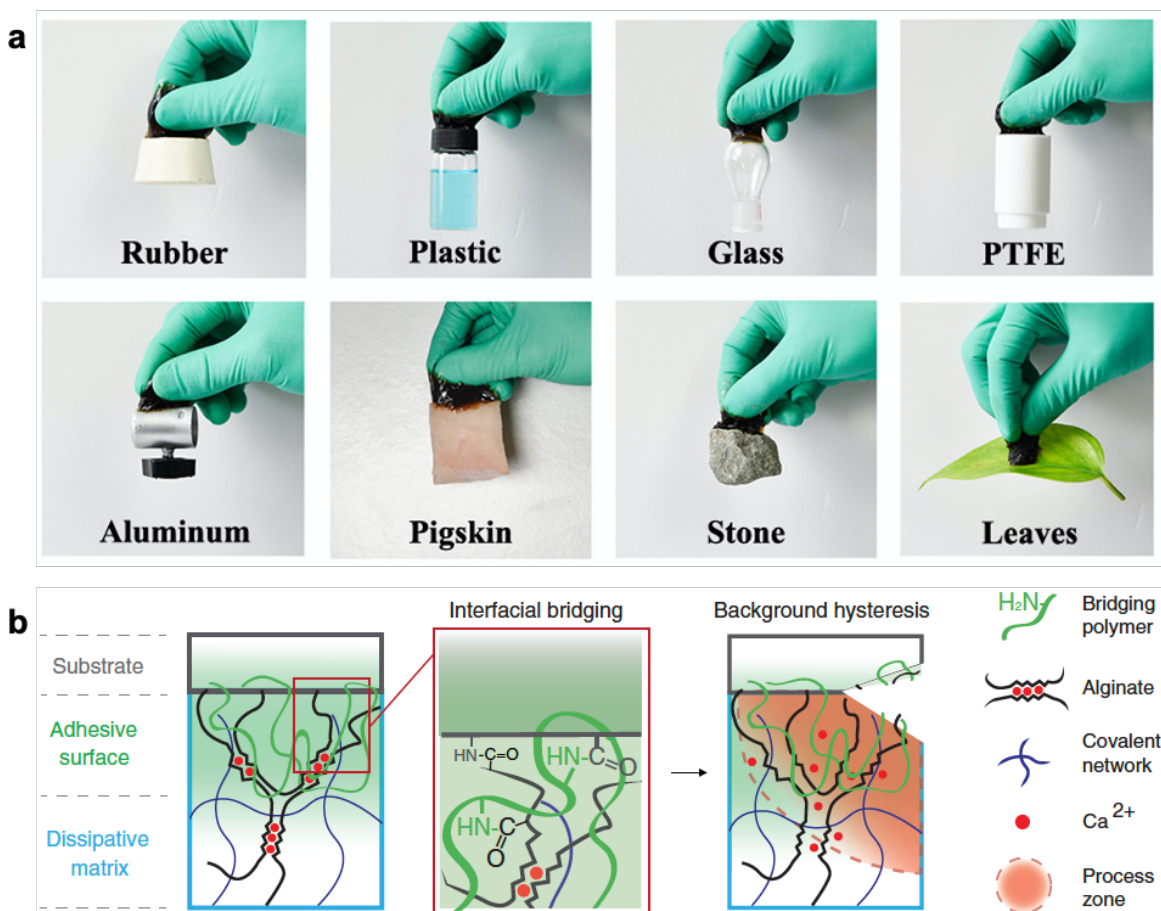 a
Rubber
Plastic
Glass
PTFE
Aluminum
Pigskin
Stone
Leaves
b
Substrate
Adhesive
surface
Dissipative
matrix
Interfacial bridging
HN-C=O
HN-C=O
HN-C=O
Background hysteresis
H₂N
Bridging
polymer
Alginate
Covalent
network
Ca²⁺
Process
zone